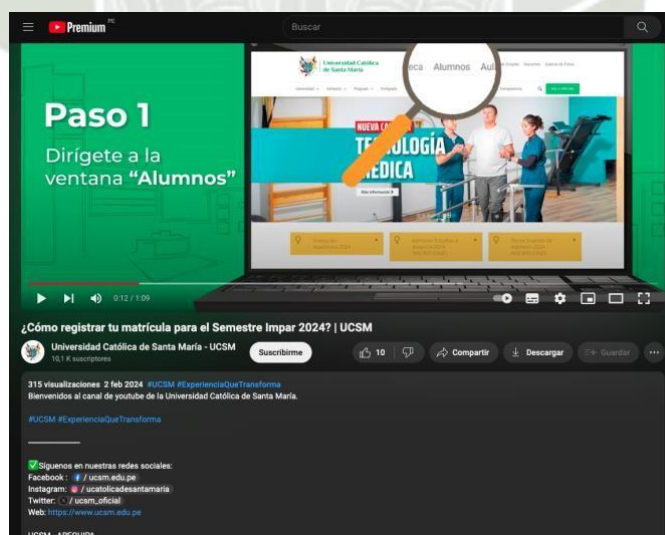 Premium PE
Buscar
Paso 1
Dirígete a la
ventana “Alumnos”
Universidad Católica
de Santa María
eca Alumnos Aul
NUEVA CA
TECNOLOGÍA
MÉDICA
0:12 / 1:09
¿Cómo registrar tu matrícula para el Semestre Impar 2024? | UCSM
Universidad Católica de Santa María - UCSM
10,1 K suscriptores
Suscribirme
10
Compartir
Descargar
Guardar
315 visualizaciones 2 feb 2024 #UCSM #ExperienciaQueTransforma
Bienvenidos al canal de youtube de la Universidad Católica de Santa María.
#UCSM #ExperienciaQueTransforma
Síguenos en nuestras redes sociales:
Facebook : / ucsm.edu.pe
Instagram: / ucatolicadesantamaria
Twitter: / ucsm_oficial
Web: https://www.ucsm.edu.pe
UCSM - AREQUIPA